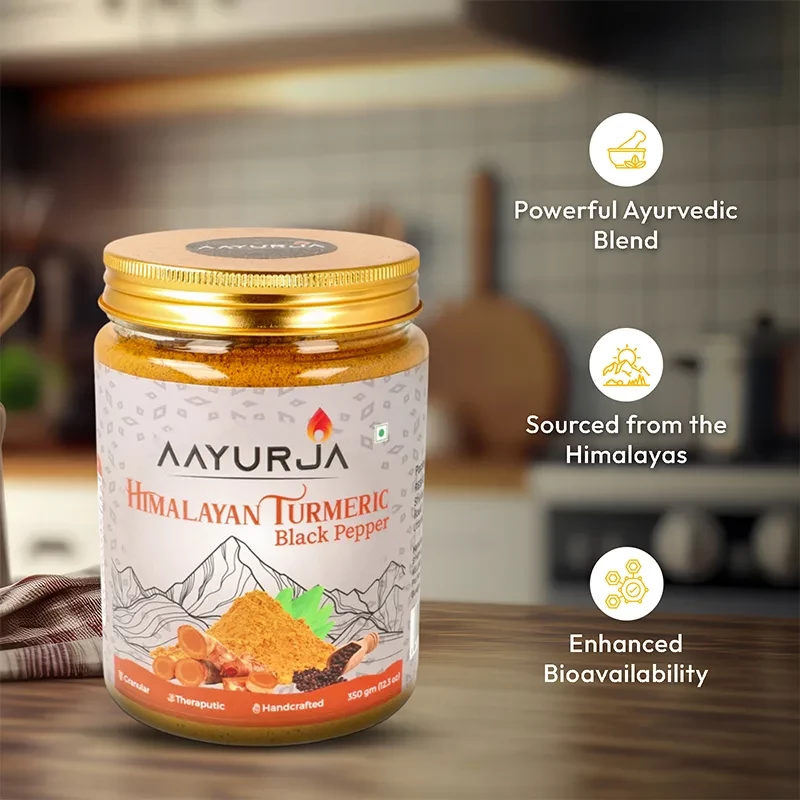 AAYURJA
AAYURJA
HIMALAYAN TURMERIC
Black Pepper
Granular
Theraputic
Handcrafted
350 gm (12.3 oz)
Powerful Ayurvedic
Blend
Sourced from the
Himalayas
Enhanced
Bioavailability